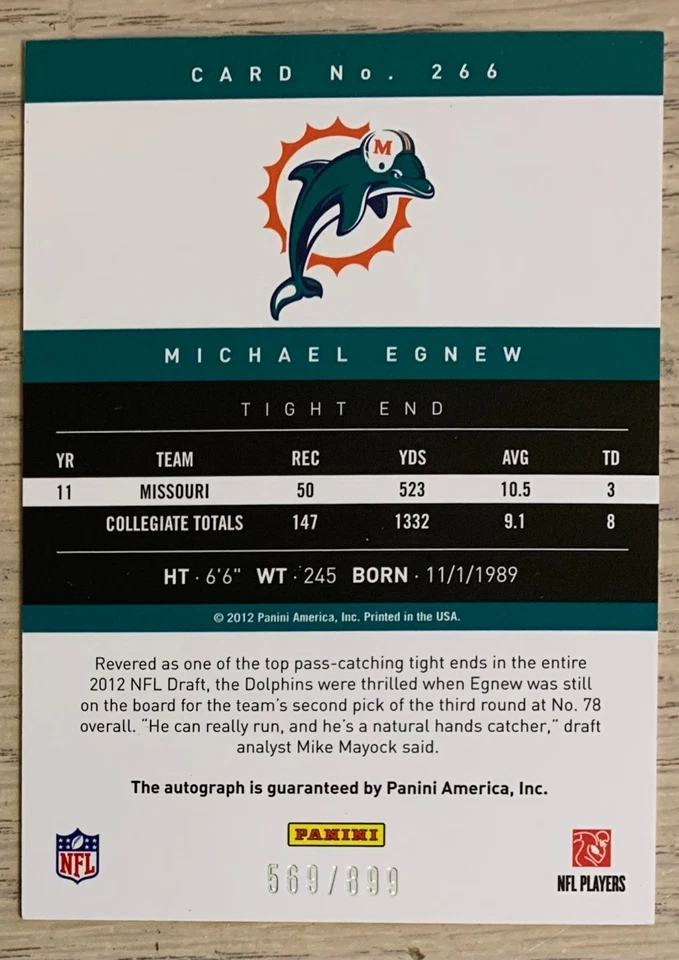 CARD No. 266
M
MICHAEL EGNEW
TIGHT END
YR TEAM REC YDS AVG TD
11 MISSOURI 50 523 10.5 3
COLLEGIATE TOTALS 147 1332 9.1 8
HT · 6'6" WT · 245 BORN · 11/1/1989
© 2012 Panini America, Inc. Printed in the USA.
Revered as one of the top pass-catching tight ends in the entire
2012 NFL Draft, the Dolphins were thrilled when Egnew was still
on the board for the team's second pick of the third round at No. 78
overall. "He can really run, and he's a natural hands catcher," draft
analyst Mike Mayock said.
The autograph is guaranteed by Panini America, Inc.
PANINI
NFL
569/899
NFL PLAYERS